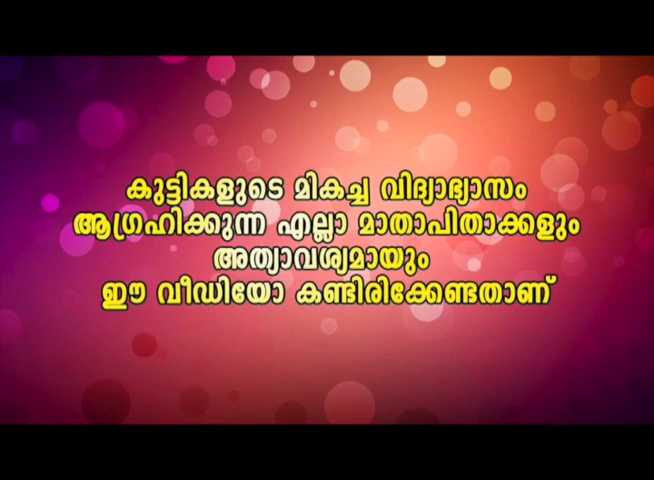 കുട്ടികളുടെ മികച്ച വിദ്യാഭ്യാസം
ആഗ്രഹിക്കുന്ന എല്ലാ മാതാപിതാക്കളും
അത്യാവശ്യമായും
ഈ വീഡിയോ കണ്ടിരിക്കേണ്ടതാണ്